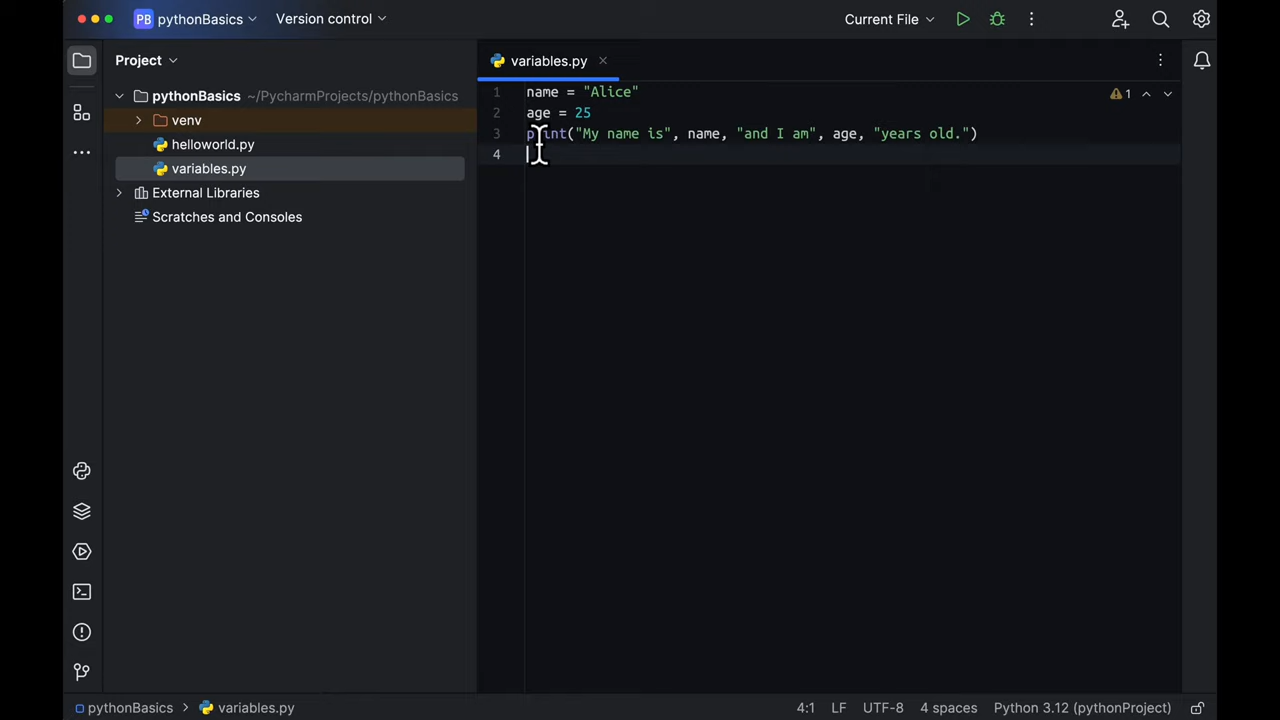 PB pythonBasics Version control Current File
Project
variables.py
pythonBasics ~/PycharmProjects/pythonBasics
venv
helloworld.py
variables.py
External Libraries
Scratches and Consoles
1 name = "Alice"
2 age = 25
3 print("My name is", name, "and I am", age, "years old.")
4
1
pythonBasics > variables.py 4:1 LF UTF-8 4 spaces Python 3.12 (pythonProject)